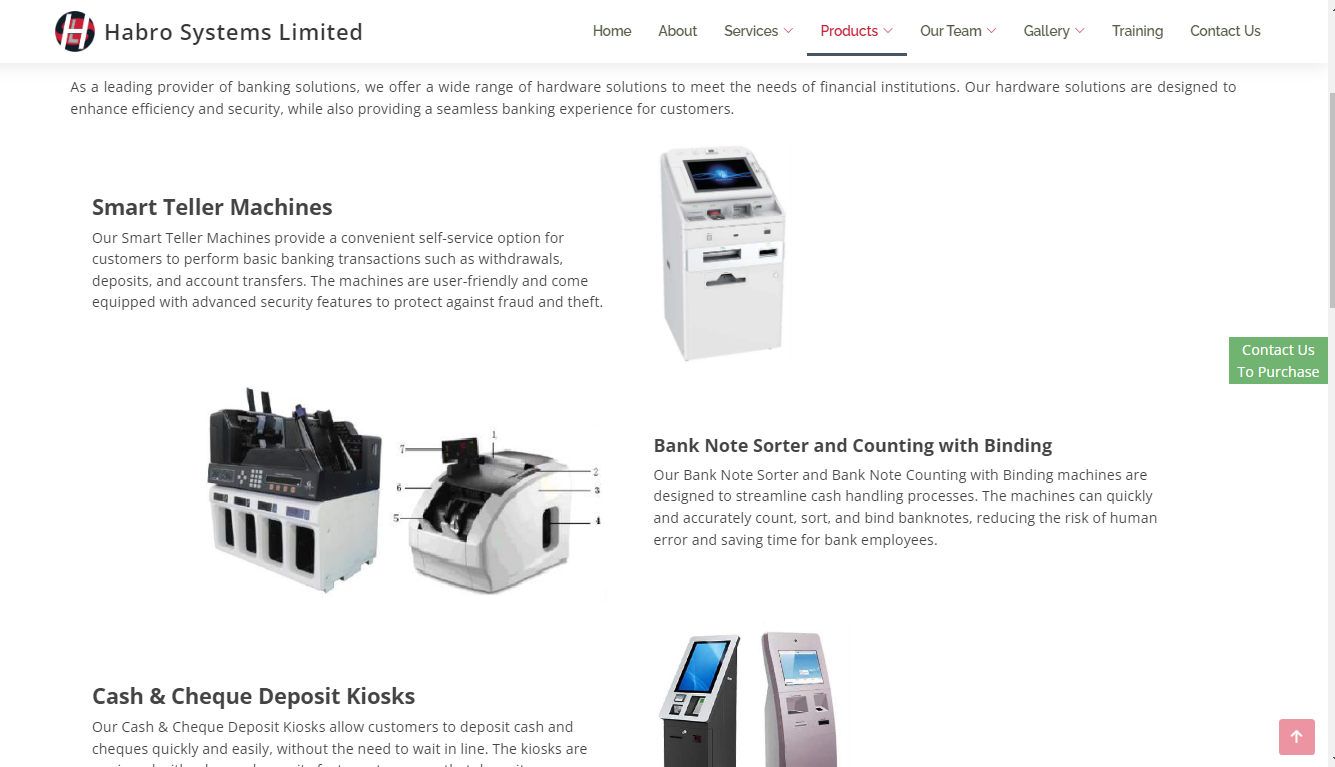 Habro Systems Limited
Home About Services Products Our Team Gallery Training Contact Us
As a leading provider of banking solutions, we offer a wide range of hardware solutions to meet the needs of financial institutions. Our hardware solutions are designed to
enhance efficiency and security, while also providing a seamless banking experience for customers.
Smart Teller Machines
Our Smart Teller Machines provide a convenient self-service option for
customers to perform basic banking transactions such as withdrawals,
deposits, and account transfers. The machines are user-friendly and come
equipped with advanced security features to protect against fraud and theft.
Contact Us
To Purchase
1
7
2
6
3
5
4
Bank Note Sorter and Counting with Binding
Our Bank Note Sorter and Bank Note Counting with Binding machines are
designed to streamline cash handling processes. The machines can quickly
and accurately count, sort, and bind banknotes, reducing the risk of human
error and saving time for bank employees.
Cash & Cheque Deposit Kiosks
Our Cash & Cheque Deposit Kiosks allow customers to deposit cash and
cheques quickly and easily, without the need to wait in line. The kiosks are